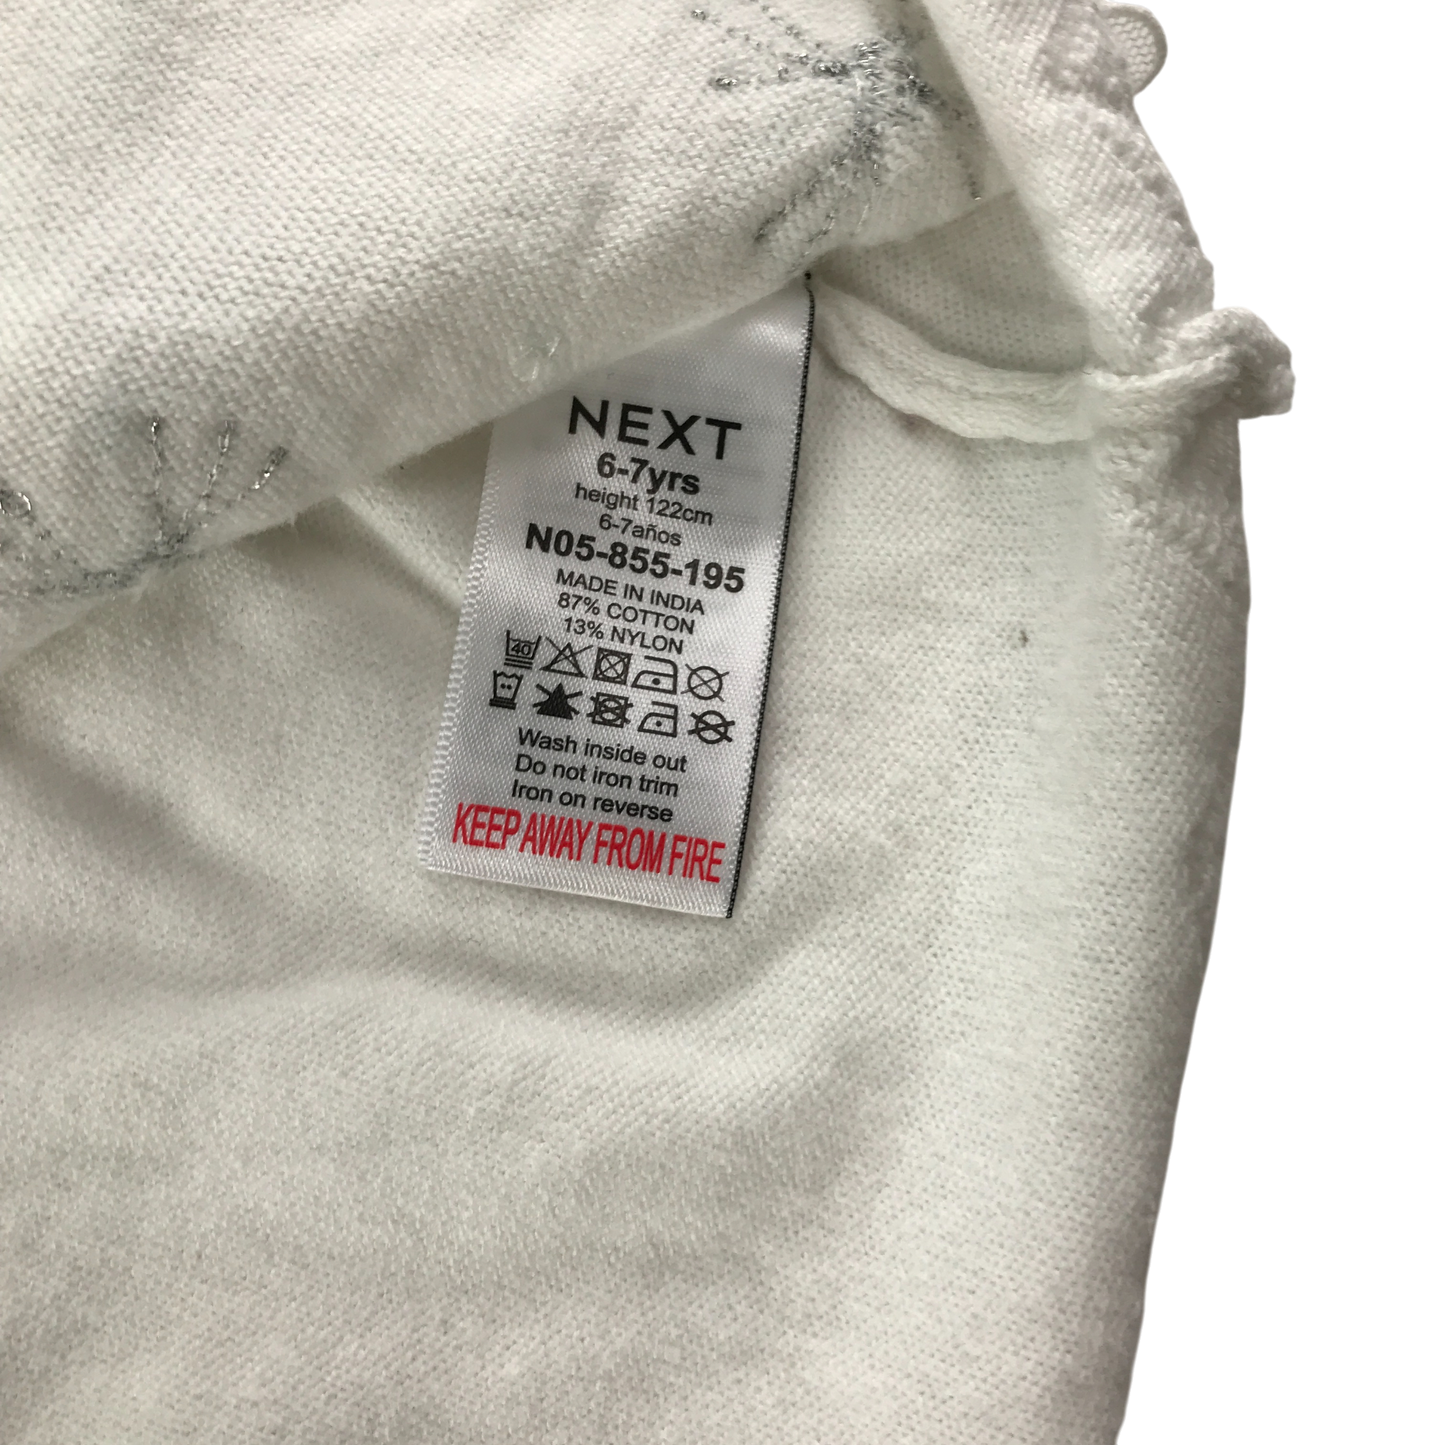 NEXT
6-7yrs
height 122cm
6-7años
N05-855-195
MADE IN INDIA
87% COTTON
13% NYLON
40
Wash inside out
Do not iron trim
Iron on reverse
KEEP AWAY FROM FIRE